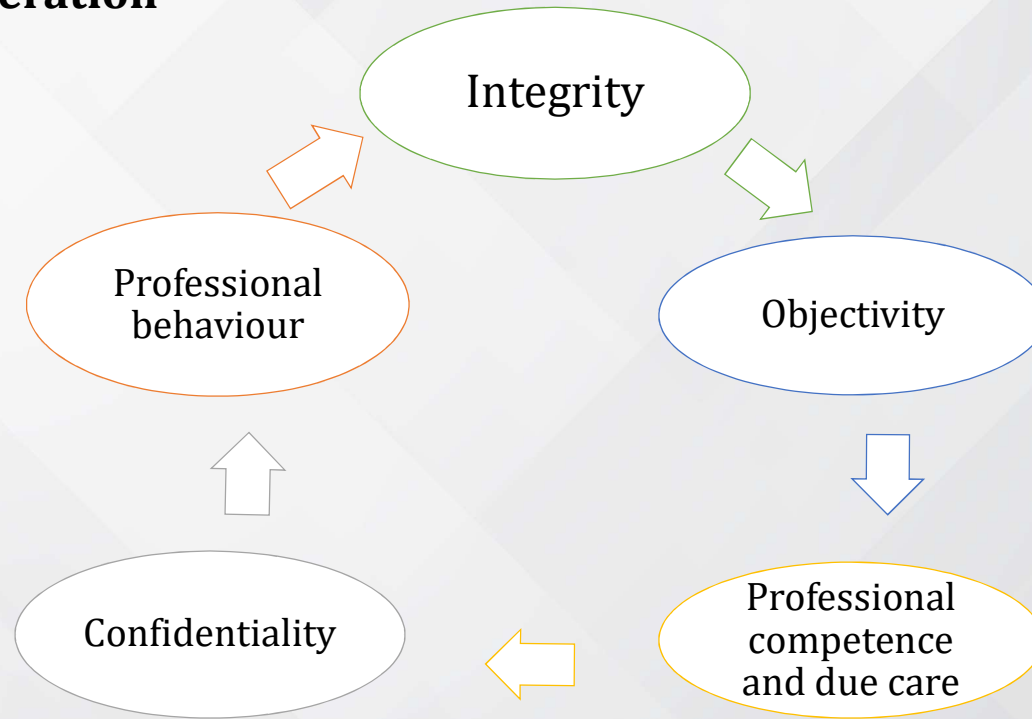 Integrity
Objectivity
Professional
competence
and due care
Confidentiality
Professional
behaviour